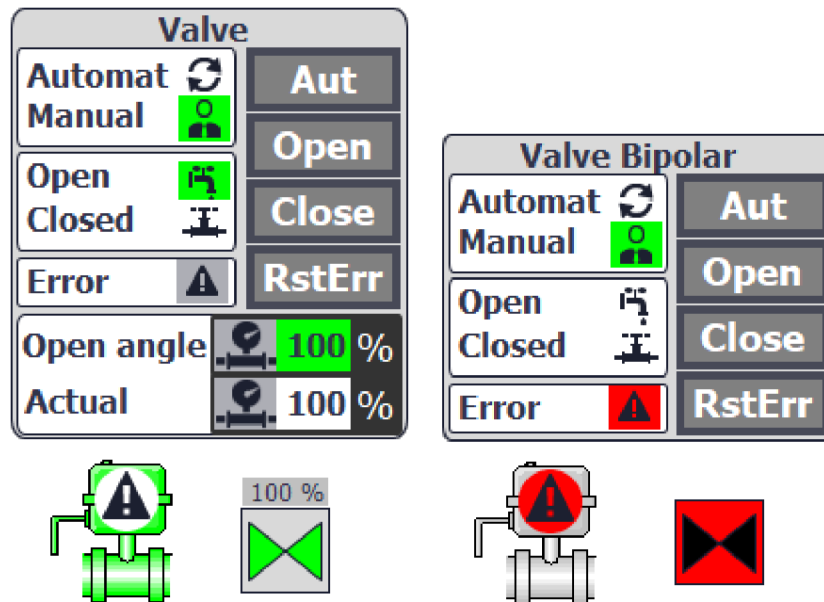 Valve
Automat
Manual
Aut
Open
Closed
Open
Close
Error
RstErr
Open angle 100 %
Actual 100 %
100 %
Valve Bipolar
Automat
Manual
Aut
Open
Closed
Open
Close
Error
RstErr